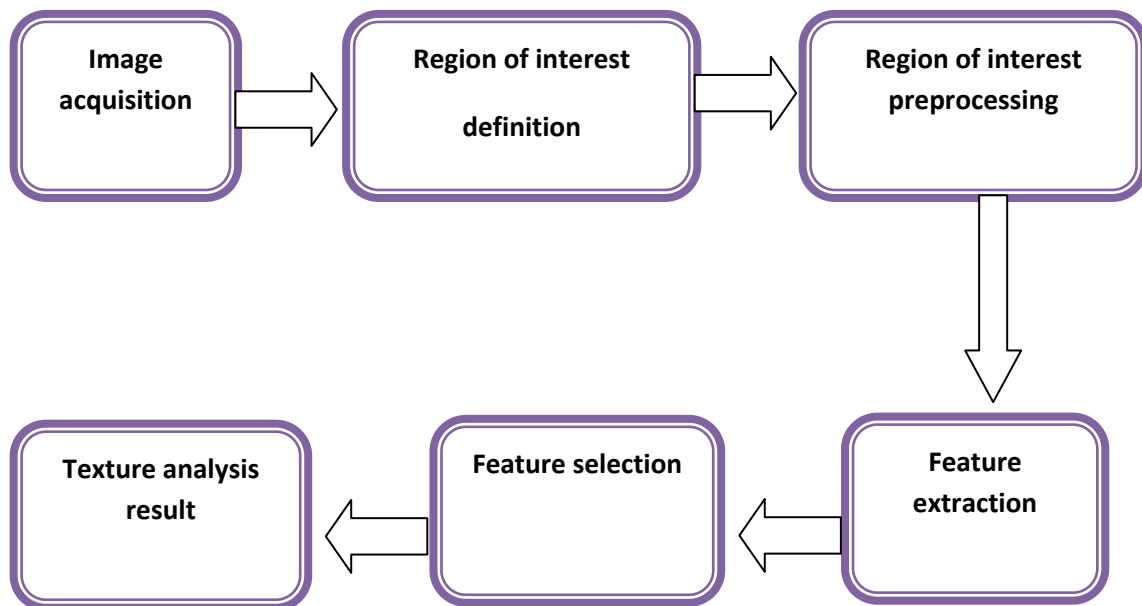 Image
acquisition
Region of interest
definition
Region of interest
preprocessing
Feature
extraction
Feature selection
Texture analysis
result